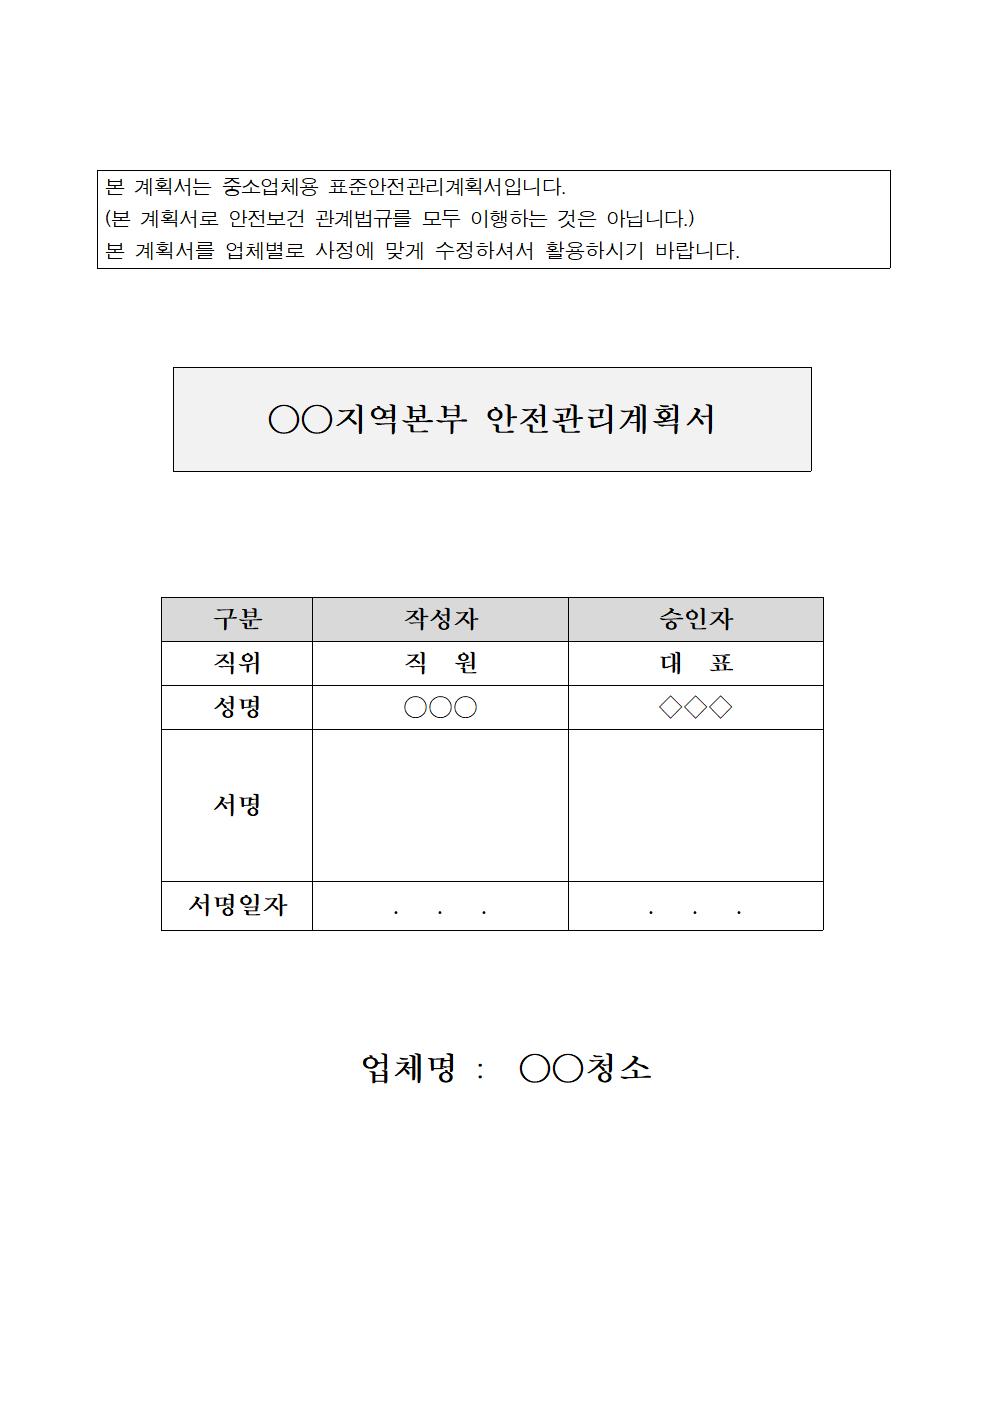 본 계획서는 중소업체용 표준안전관리계획서입니다.
(본 계획서로 안전보건 관계법규를 모두 이행하는 것은 아닙니다.)
본 계획서를 업체별로 사정에 맞게 수정하셔서 활용하시기 바랍니다.
○○지역본부 안전관리계획서
구분 작성자 승인자
직위 직 원 대 표
성명 ○○○ ◇◇◇
서명
서명일자 . . . . . .
업체명 : ○○청소